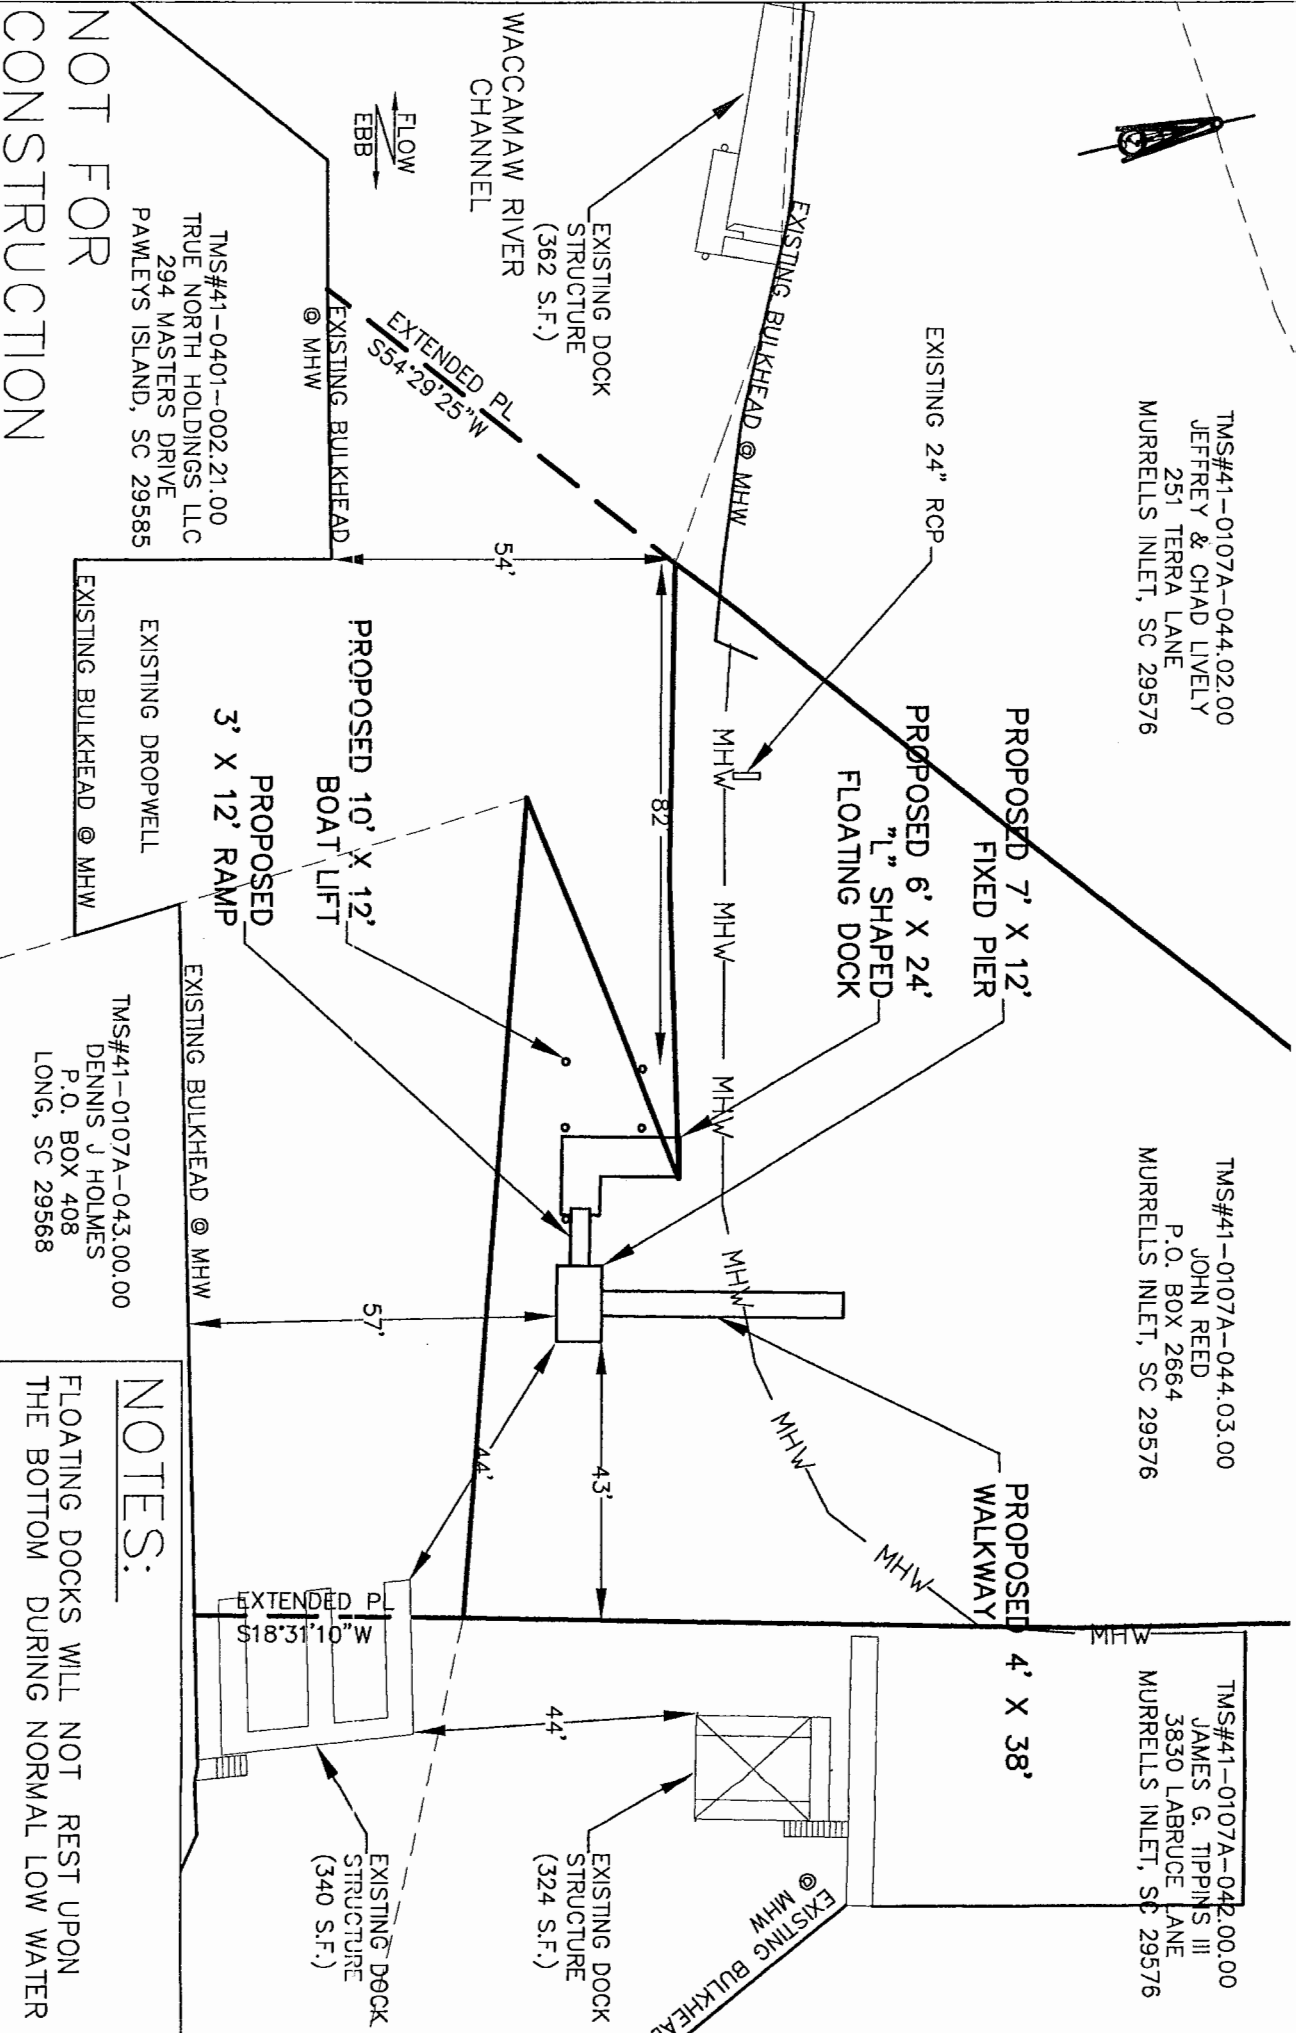 TMS#41-0107A-044.02.00
JEFFREY & CHAD LIVELY
251 TERRA LANE
MURRELLS INLET, SC 29576
TMS#41-0107A-044.03.00
JOHN REED
P.O. BOX 2664
MURRELLS INLET, SC 29576
TMS#41-0107A-042.00.00
JAMES G. TIPPINS III
3830 LABRUCE LANE
MURRELLS INLET, SC 29576
PROPOSED 7' X 12'
FIXED PIER
PROPOSED 6' X 24'
"L" SHAPED
FLOATING DOCK
PROPOSED 4' X 38'
WALKWAY
EXISTING 24" RCP
EXISTING BULKHEAD @ MHW
MHW
MHW
MHW
MHW
MHW
MHW
MHW
EXISTING BULKHEAD
@ MHW
EXISTING DOCK
STRUCTURE
(362 S.F.)
WACCAMAW RIVER
CHANNEL
FLOW
EBB
EXTENDED PL
S54°29'25"W
54'
82'
43'
44'
44'
57'
EXISTING DOCK
STRUCTURE
(324 S.F.)
EXISTING DOCK
STRUCTURE
(340 S.F.)
EXTENDED PL
S18°31'10"W
PROPOSED 10' X 12'
BOAT LIFT
PROPOSED
3' X 12' RAMP
EXISTING BULKHEAD
@ MHW
EXISTING DROPWELL
EXISTING BULKHEAD @ MHW
EXISTING BULKHEAD @ MHW
TMS#41-0401-002.21.00
TRUE NORTH HOLDINGS LLC
294 MASTERS DRIVE
PAWLEYS ISLAND, SC 29585
TMS#41-0107A-043.00.00
DENNIS J HOLMES
P.O. BOX 408
LONG, SC 29568
NOT FOR
CONSTRUCTION
NOTES:
FLOATING DOCKS WILL NOT REST UPON
THE BOTTOM DURING NORMAL LOW WATER